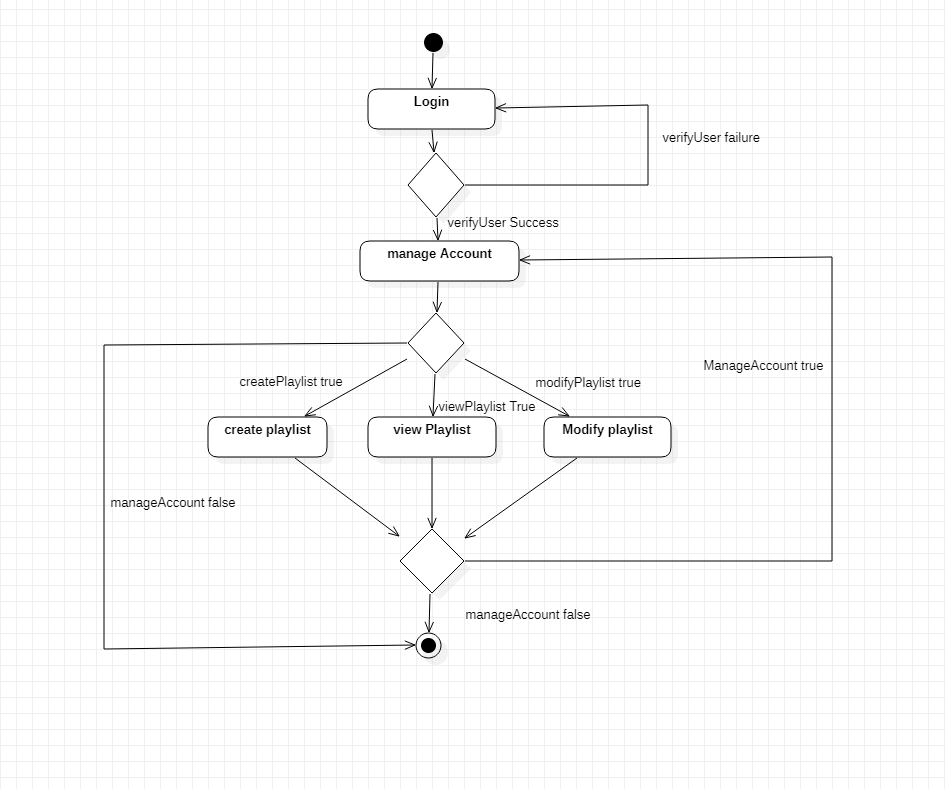 Login
verifyUser failure
verifyUser Success
manage Account
ManageAccount true
createPlaylist true
modifyPlaylist true
viewPlaylist True
create playlist
view Playlist
Modify playlist
manageAccount false
manageAccount false